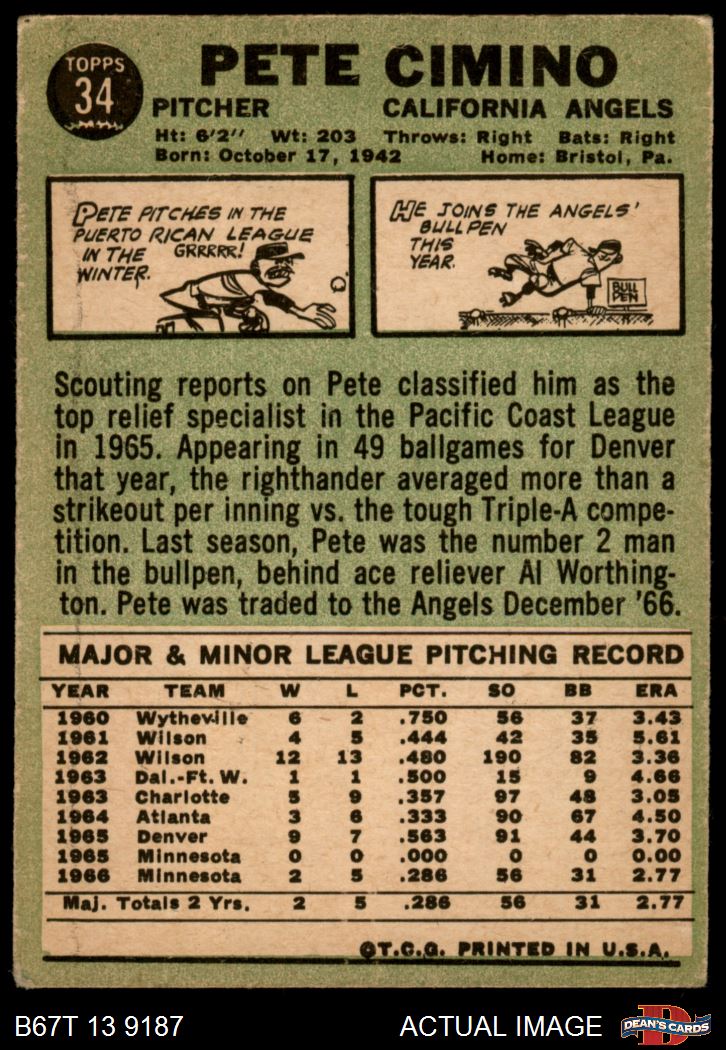 TOPPS
34
PETE CIMINO
PITCHER CALIFORNIA ANGELS
Ht: 6'2" Wt: 203 Throws: Right Bats: Right
Born: October 17, 1942 Home: Bristol, Pa.
PETE PITCHES IN THE
PUERTO RICAN LEAGUE
IN THE GRRRRR!
WINTER.
HE JOINS THE ANGELS'
BULLPEN
THIS
YEAR.
BULL
PEN
Scouting reports on Pete classified him as the
top relief specialist in the Pacific Coast League
in 1965. Appearing in 49 ballgames for Denver
that year, the righthander averaged more than a
strikeout per inning vs. the tough Triple-A compe-
tition. Last season, Pete was the number 2 man
in the bullpen, behind ace reliever Al Worthing-
ton. Pete was traded to the Angels December '66.
MAJOR & MINOR LEAGUE PITCHING RECORD
YEAR TEAM W L PCT. SO BB ERA
1960 Wytheville 6 2 .750 56 37 3.43
1961 Wilson 4 5 .444 42 35 5.61
1962 Wilson 12 13 .480 190 82 3.36
1963 Dal.-Ft. W. 1 1 .500 15 9 4.66
1963 Charlotte 5 9 .357 97 48 3.05
1964 Atlanta 3 6 .333 90 67 4.50
1965 Denver 9 7 .563 91 44 3.70
1965 Minnesota 0 0 .000 0 0 0.00
1966 Minnesota 2 5 .286 56 31 2.77
Maj. Totals 2 Yrs. 2 5 .286 56 31 2.77
©T.C.G. PRINTED IN U.S.A.
B67T 13 9187 ACTUAL IMAGE
D
DEAN'S CARDS